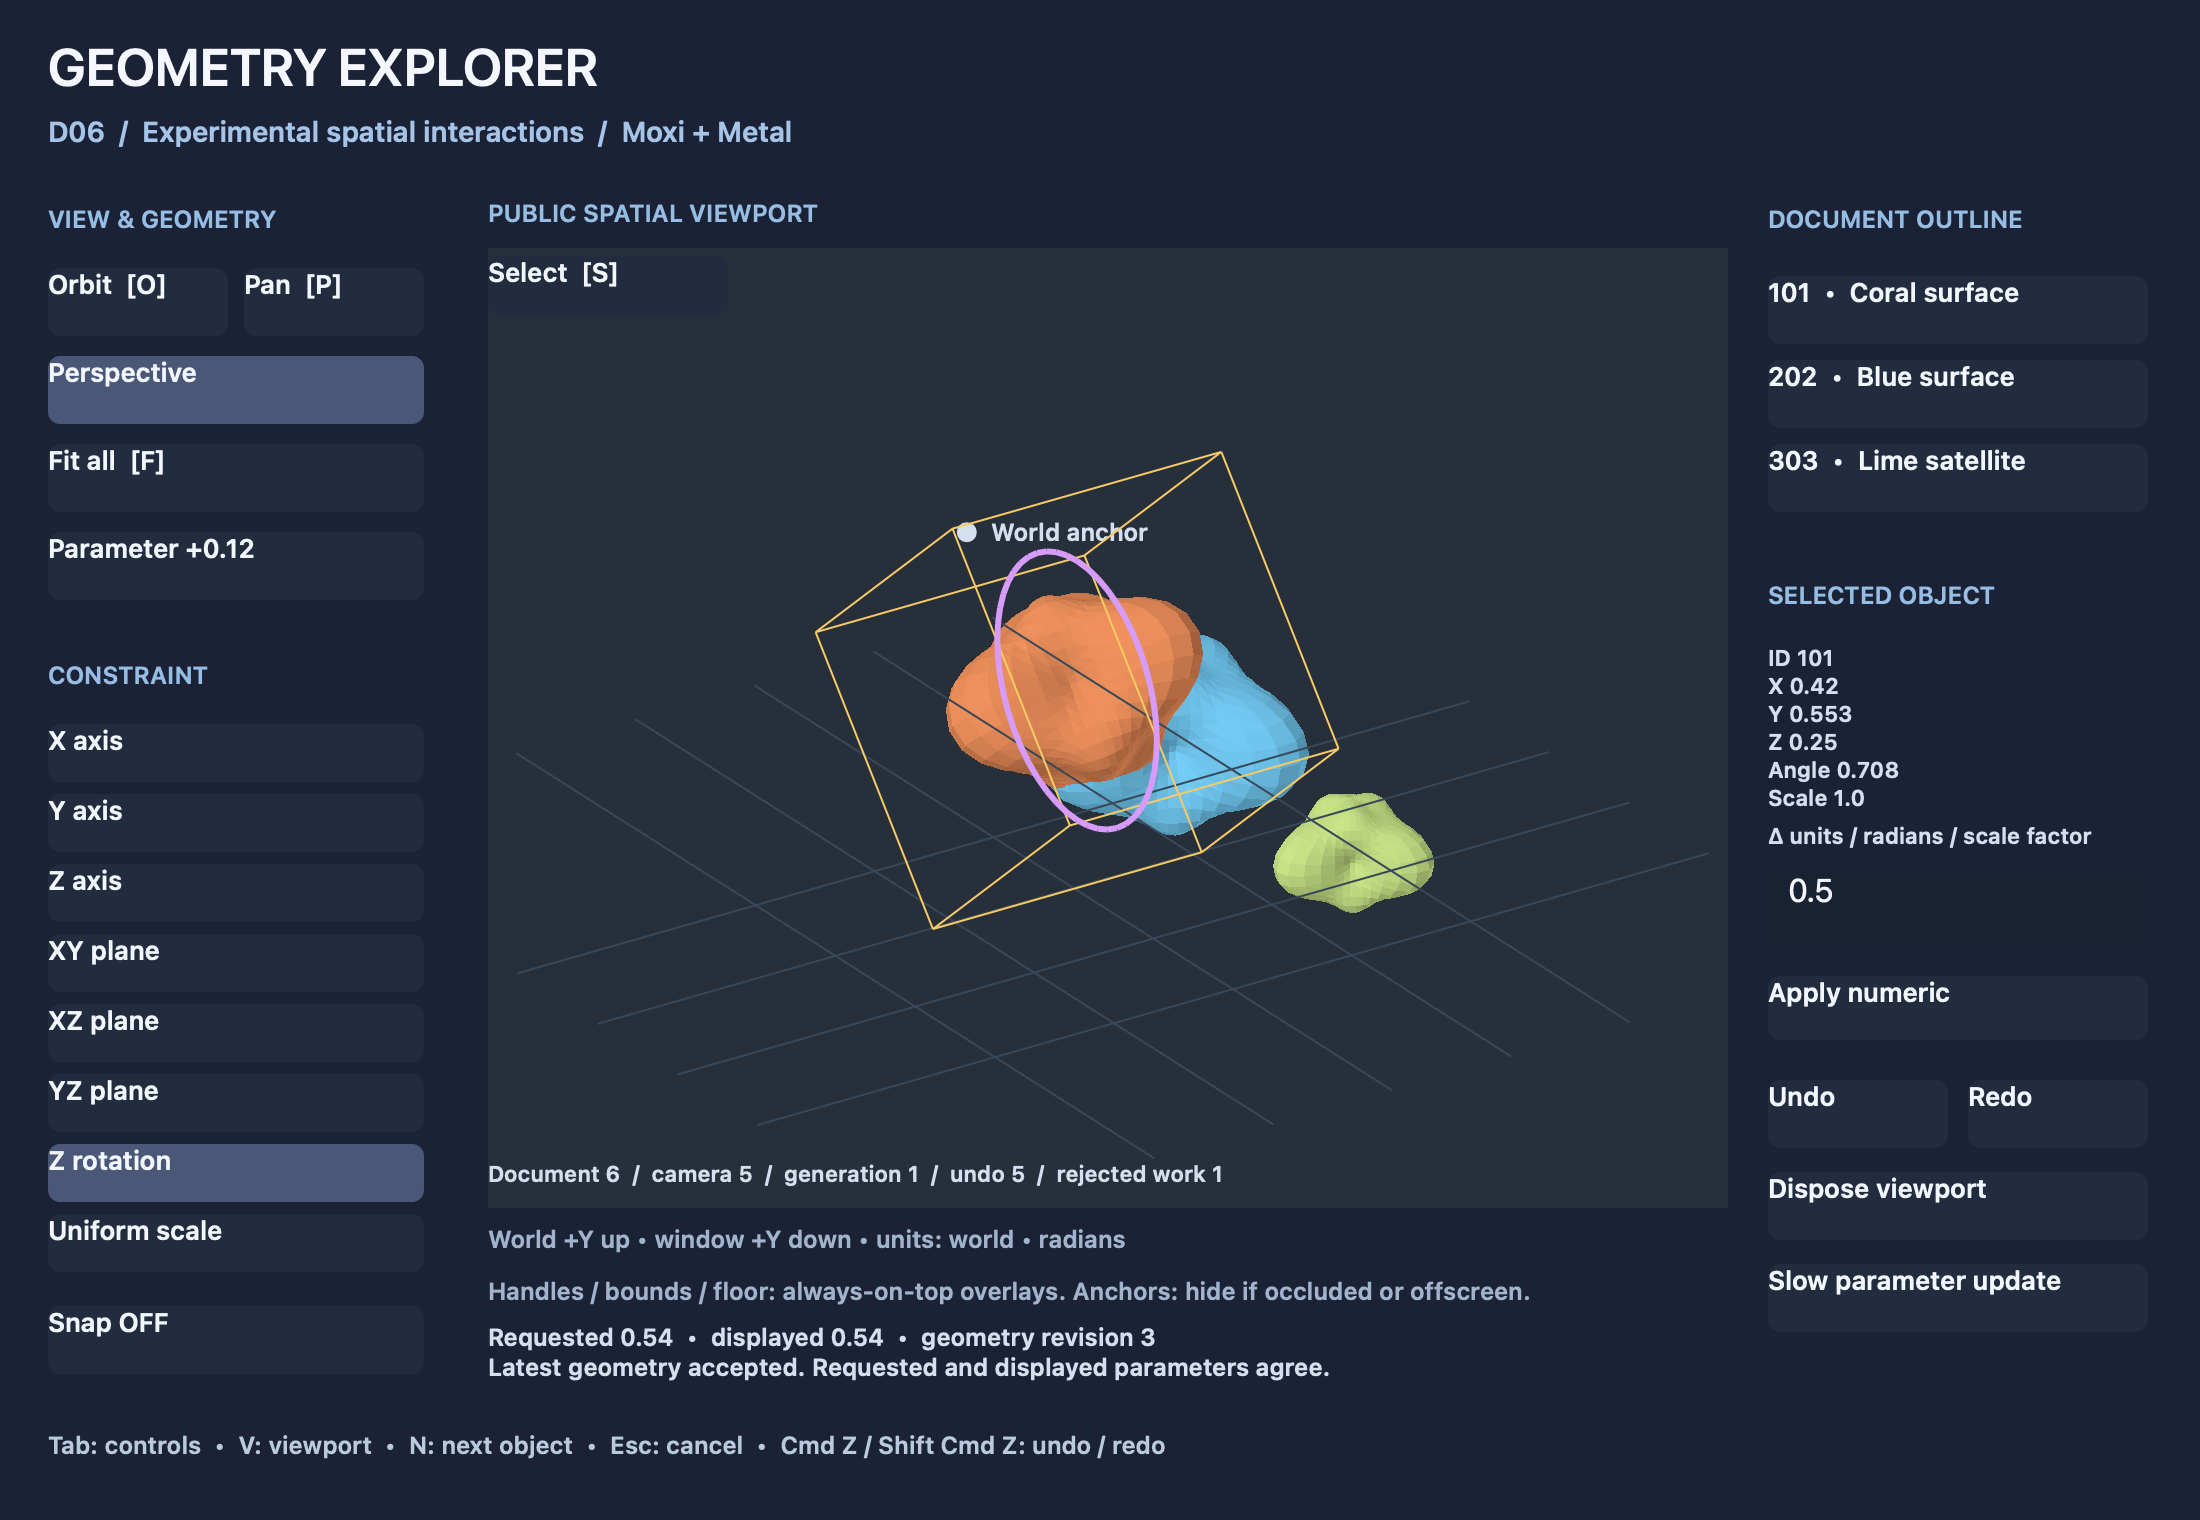 GEOMETRY EXPLORER
D06 / Experimental spatial interactions / Moxi + Metal
VIEW & GEOMETRY
Orbit [O]
Pan [P]
Perspective
Fit all [F]
Parameter +0.12
CONSTRAINT
X axis
Y axis
Z axis
XY plane
XZ plane
YZ plane
Z rotation
Uniform scale
Snap OFF
PUBLIC SPATIAL VIEWPORT
Select [S]
World anchor
Document 6 / camera 5 / generation 1 / undo 5 / rejected work 1
World +Y up • window +Y down • units: world • radians
Handles / bounds / floor: always-on-top overlays. Anchors: hide if occluded or offscreen.
Requested 0.54 • displayed 0.54 • geometry revision 3
Latest geometry accepted. Requested and displayed parameters agree.
DOCUMENT OUTLINE
101 • Coral surface
202 • Blue surface
303 • Lime satellite
SELECTED OBJECT
ID 101
X 0.42
Y 0.553
Z 0.25
Angle 0.708
Scale 1.0
Δ units / radians / scale factor
0.5
Apply numeric
Undo
Redo
Dispose viewport
Slow parameter update
Tab: controls • V: viewport • N: next object • Esc: cancel • Cmd Z / Shift Cmd Z: undo / redo